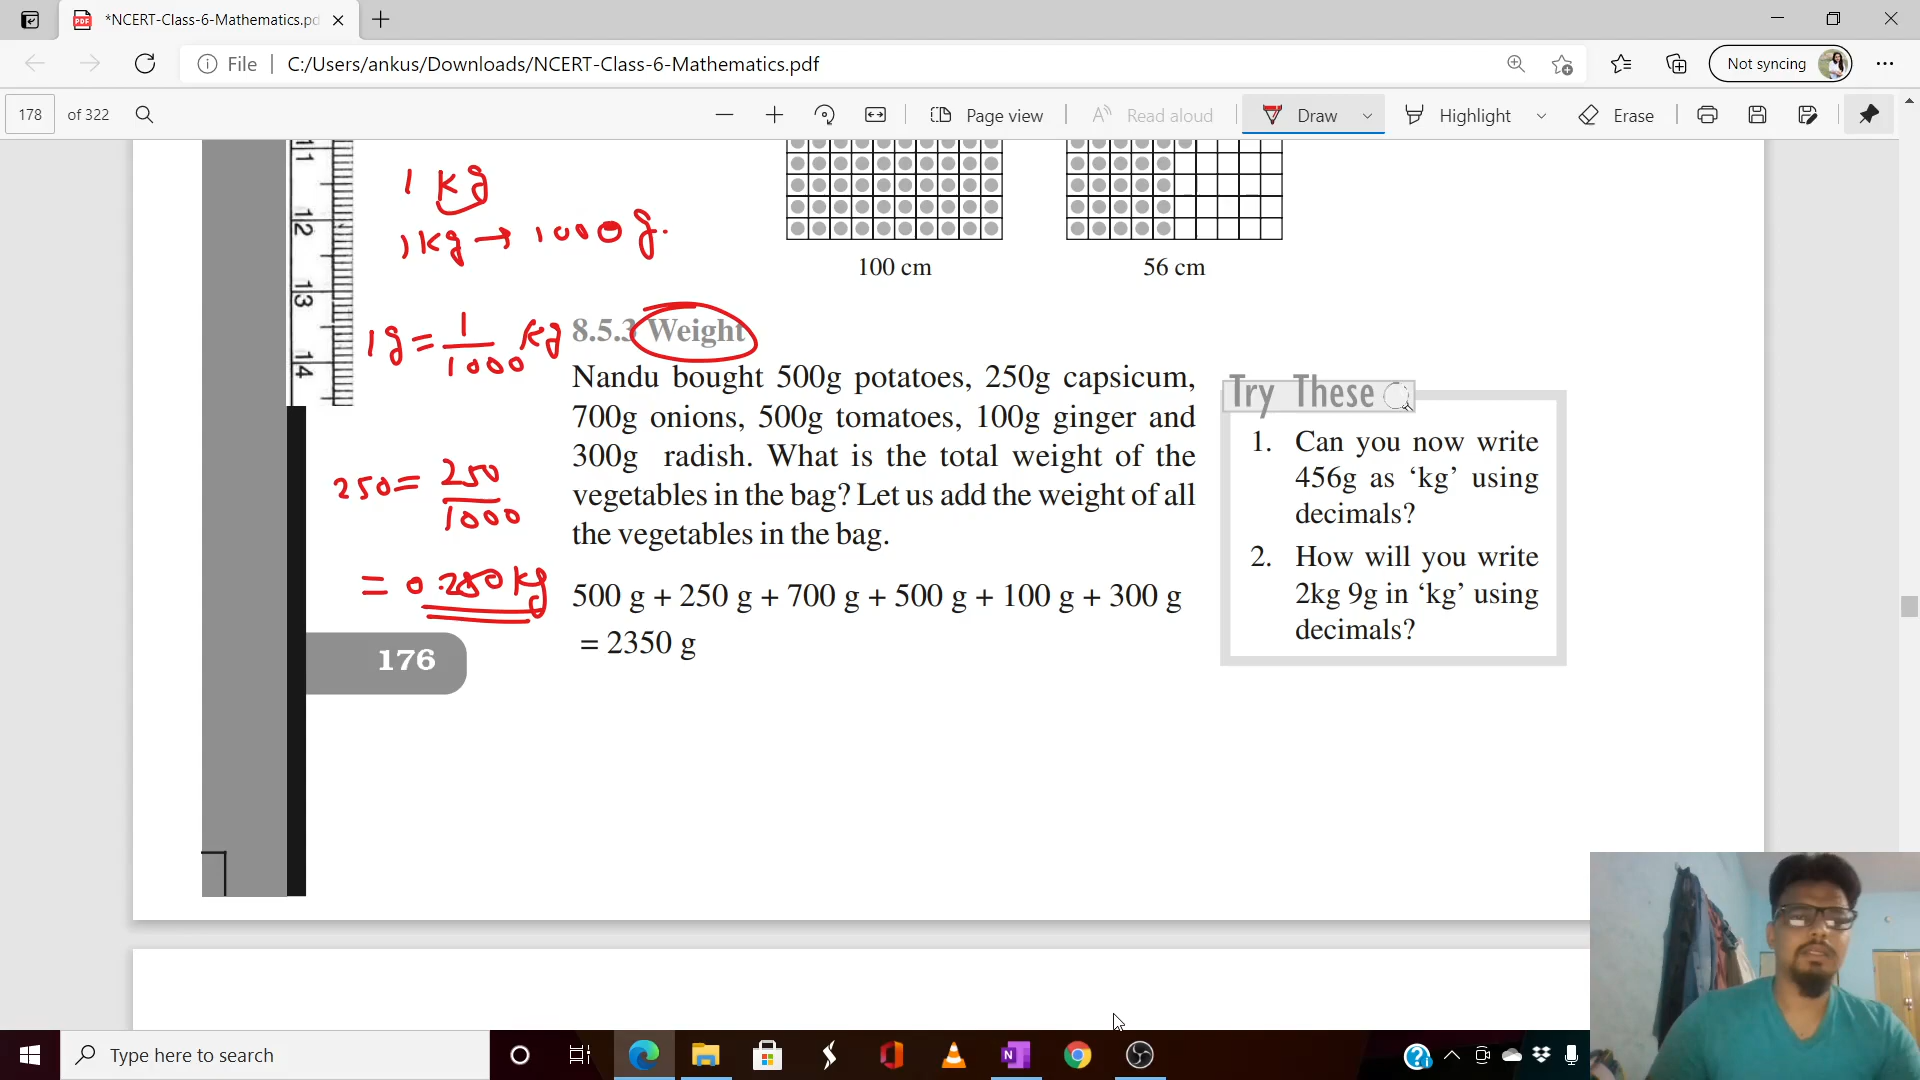 *NCERT-Class-6-Mathematics.pd
File
C:/Users/ankus/Downloads/NCERT-Class-6-Mathematics.pdf
Not syncing
178 of 322
Page view
Read aloud
Draw
Highlight
Erase
11
12
13
14
1 kg
1kg → 1000 g.
1g = 1/1000 kg
250 = 250/1000
= 0.250 kg
100 cm
56 cm
8.5.3 Weight
Nandu bought 500g potatoes, 250g capsicum,
700g onions, 500g tomatoes, 100g ginger and
300g radish. What is the total weight of the
vegetables in the bag? Let us add the weight of all
the vegetables in the bag.
500 g + 250 g + 700 g + 500 g + 100 g + 300 g
= 2350 g
Try These
1. Can you now write
456g as ‘kg’ using
decimals?
2. How will you write
2kg 9g in ‘kg’ using
decimals?
176
Type here to search